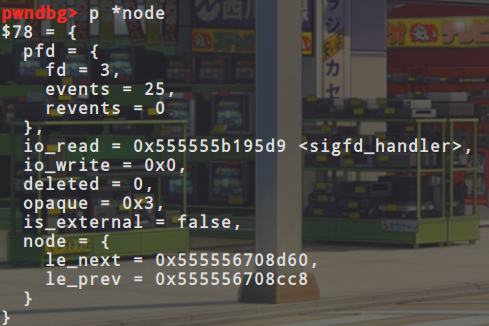 pwndbg> p *node
$78 = {
  pfd = {
    fd = 3,
    events = 25,
    revents = 0
  },
  io_read = 0x555555b195d9 <sigfd_handler>,
  io_write = 0x0,
  deleted = 0,
  opaque = 0x3,
  is_external = false,
  node = {
    le_next = 0x555556708d60,
    le_prev = 0x555556708cc8
  }
}